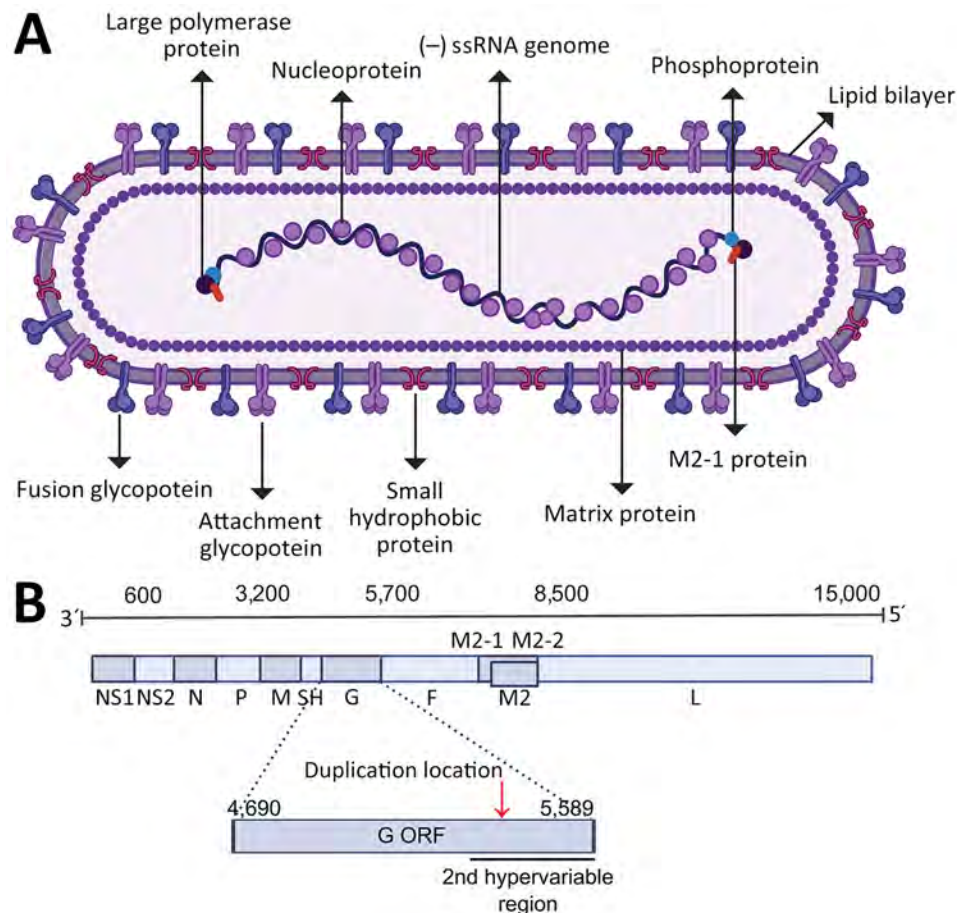 A
Large polymerase
protein
Nucleoprotein
(–) ssRNA genome
Phosphoprotein
Lipid bilayer
Fusion glycopotein
Attachment
glycopotein
Small
hydrophobic
protein
Matrix protein
M2-1 protein
B
600 3,200 5,700 8,500 15,000
3´ 5´
M2-1 M2-2
NS1 NS2 N P M SH G F M2 L
Duplication location
4,690 5,589
G ORF
2nd hypervariable
region